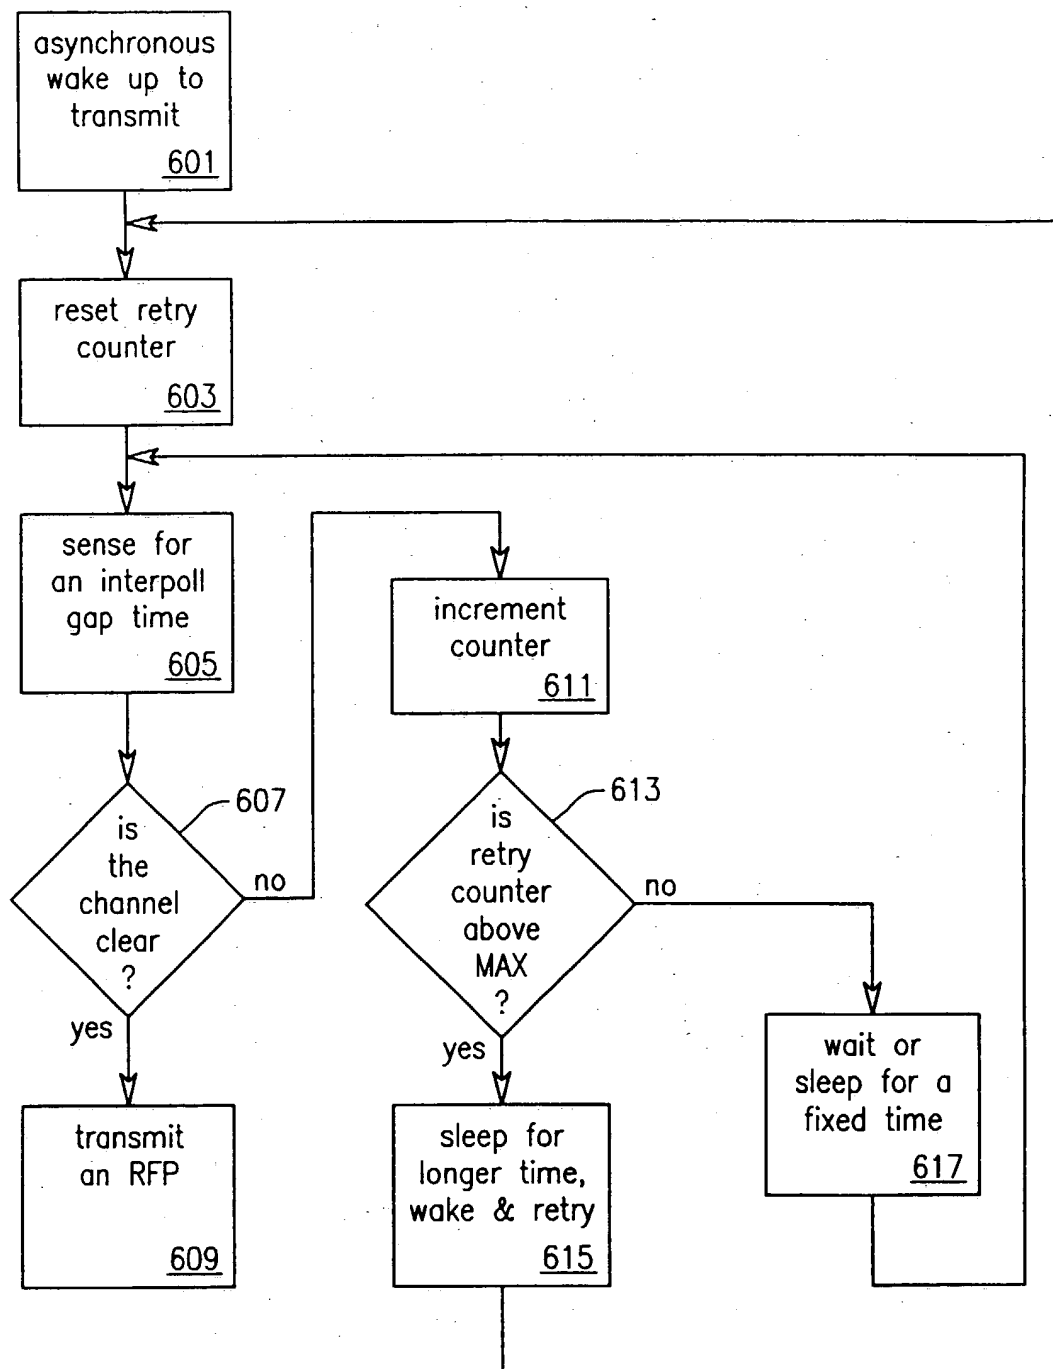 asynchronous
wake up to
transmit
601
reset retry
counter
603
sense for
an interpoll
gap time
605
is
the
channel
clear
?
607
no
yes
transmit
an RFP
609
increment
counter
611
is
retry
counter
above
MAX
?
613
no
yes
sleep for
longer time,
wake & retry
615
wait or
sleep for a
fixed time
617